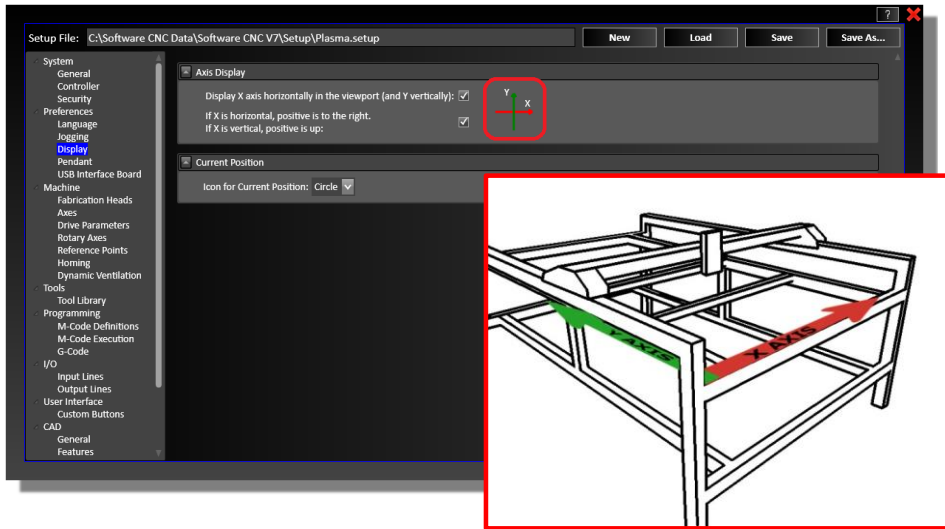 ?
Setup File: C:\Software CNC Data\Software CNC V7\Setup\Plasma.setup New Load Save Save As...
System
General
Controller
Security
Preferences
Language
Jogging
Display
Pendant
USB Interface Board
Machine
Fabrication Heads
Axes
Drive Parameters
Rotary Axes
Reference Points
Homing
Dynamic Ventilation
Tools
Tool Library
Programming
M-Code Definitions
M-Code Execution
G-Code
I/O
Input Lines
Output Lines
User Interface
Custom Buttons
CAD
General
Features
Axis Display
Display X axis horizontally in the viewport (and Y vertically):
If X is horizontal, positive is to the right.
If X is vertical, positive is up:
Y
X
Current Position
Icon for Current Position: Circle
Y AXIS
X AXIS